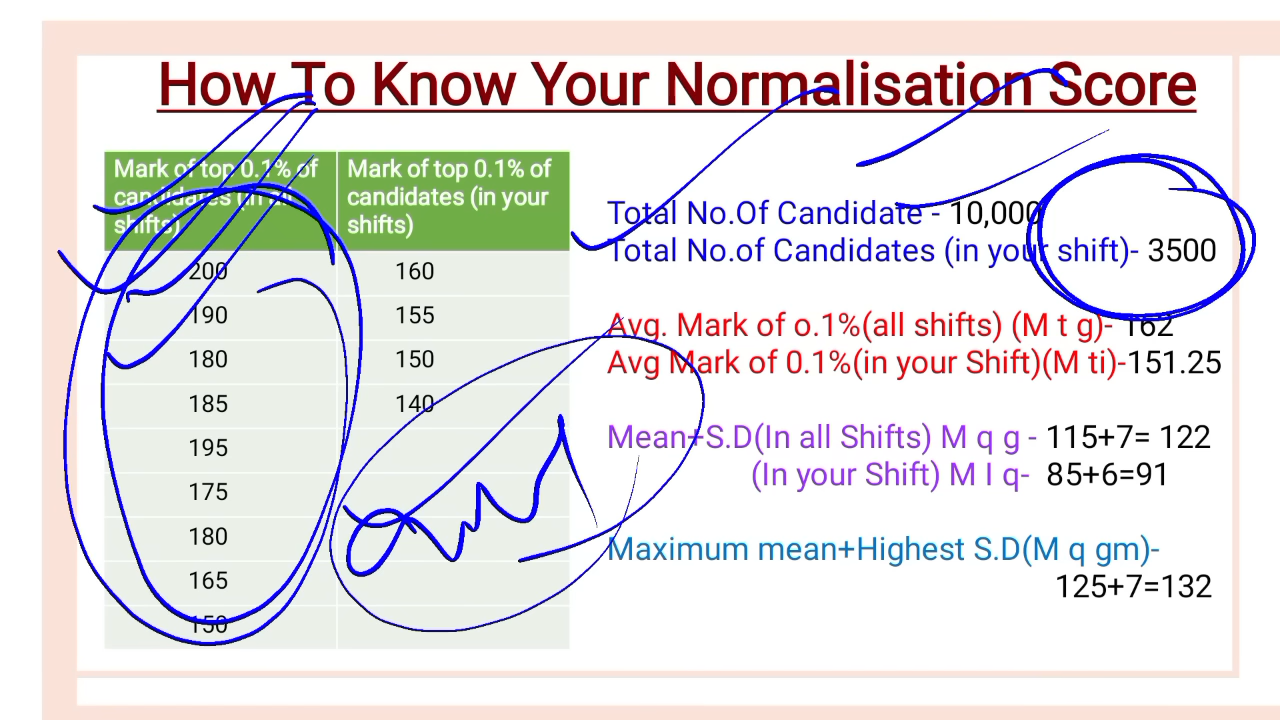 How To Know Your Normalisation Score
Mark of top 0.1% of candidates (in all shifts)
Mark of top 0.1% of candidates (in your shifts)
200 160
190 155
180 150
185 140
195
175
180
165
150
Total No.Of Candidate - 10,000
Total No.of Candidates (in your shift)- 3500
Avg. Mark of o.1%(all shifts) (M t g)- 162
Avg Mark of 0.1%(in your Shift)(M ti)-151.25
Mean+S.D(In all Shifts) M q g - 115+7= 122
(In your Shift) M I q- 85+6=91
Maximum mean+Highest S.D(M q gm)-
125+7=132